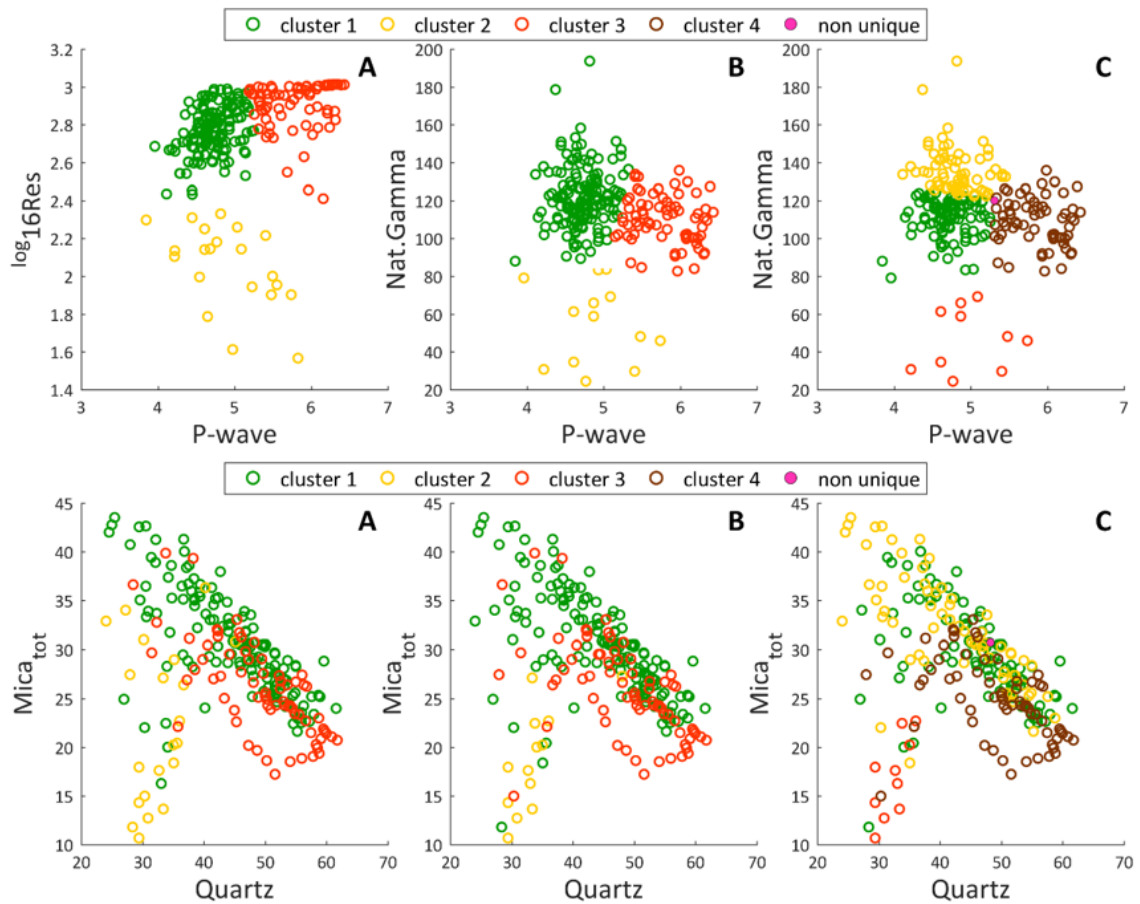 cluster 1 cluster 2 cluster 3 cluster 4 non unique
A B C
3.2 3 2.8 2.6 2.4 2.2 2 1.8 1.6 1.4
log16Res
3 4 5 6 7
P-wave
200 180 160 140 120 100 80 60 40 20
Nat.Gamma
3 4 5 6 7
P-wave
200 180 160 140 120 100 80 60 40 20
Nat.Gamma
3 4 5 6 7
P-wave
cluster 1 cluster 2 cluster 3 cluster 4 non unique
A B C
45 40 35 30 25 20 15 10
Micatot
20 30 40 50 60 70
Quartz
45 40 35 30 25 20 15 10
Micatot
20 30 40 50 60 70
Quartz
45 40 35 30 25 20 15 10
Micatot
20 30 40 50 60 70
Quartz